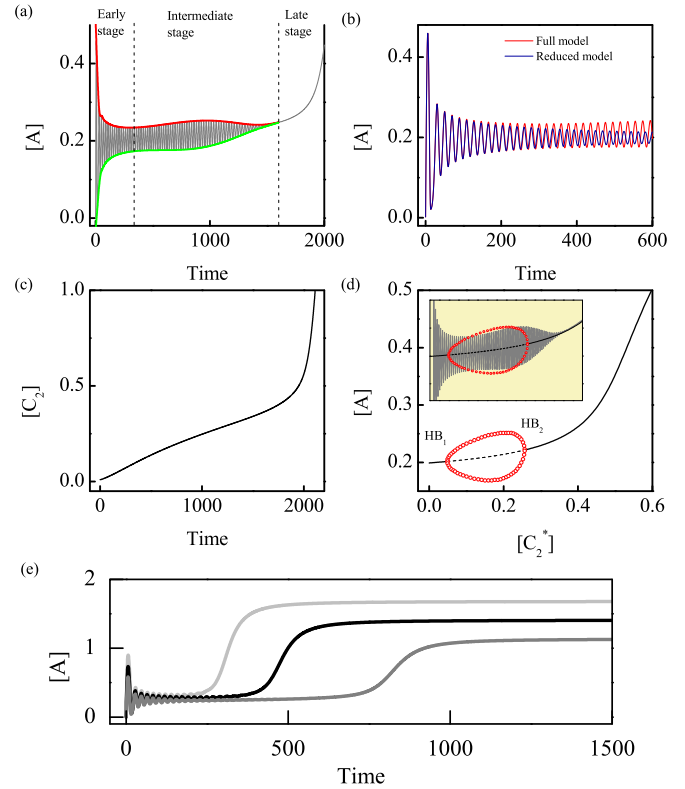 (a)
Early stage
Intermediate stage
Late stage
[A]
0.4
0.2
0.0
0
1000
2000
Time
(b)
Full model
Reduced model
[A]
0.4
0.2
0.0
0
200
400
600
Time
(c)
[C2]
1.0
0.5
0.0
0
1000
2000
Time
(d)
[A]
0.5
0.4
0.3
0.2
HB1
HB2
0.0
0.2
0.4
0.6
[C2*]
(e)
[A]
2
1
0
0
500
1000
1500
Time